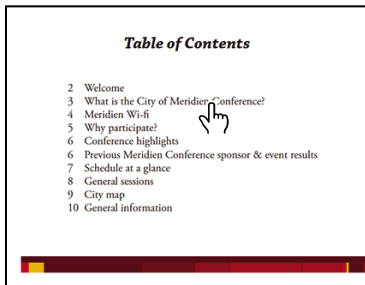 Table of Contents
2 Welcome
3 What is the City of Meridien Conference?
4 Meridien Wi-fi
5 Why participate?
6 Conference highlights
6 Previous Meridien Conference sponsor & event results
7 Schedule at a glance
8 General sessions
9 City map
10 General information